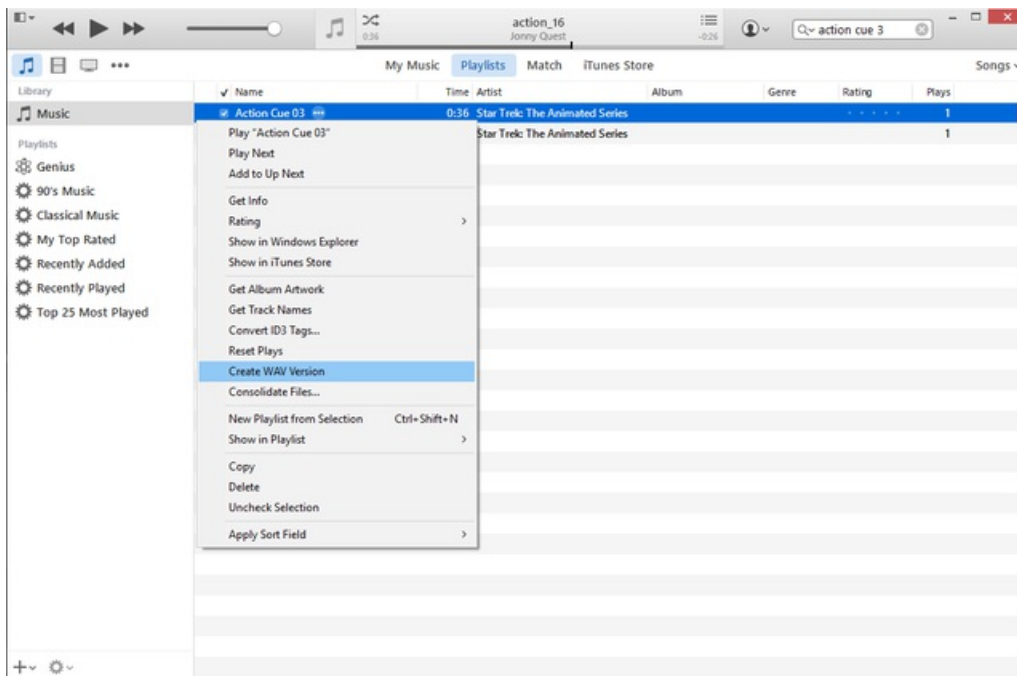 action_16
Jonny Quest
0:36
-0:26
action cue 3
My Music Playlists Match iTunes Store
Songs
Library
Music
Playlists
Genius
90's Music
Classical Music
My Top Rated
Recently Added
Recently Played
Top 25 Most Played
Name Time Artist Album Genre Rating Plays
Action Cue 03 0:36 Star Trek: The Animated Series 1
Star Trek: The Animated Series 1
Play "Action Cue 03"
Play Next
Add to Up Next
Get Info
Rating
Show in Windows Explorer
Show in iTunes Store
Get Album Artwork
Get Track Names
Convert ID3 Tags...
Reset Plays
Create WAV Version
Consolidate Files...
New Playlist from Selection Ctrl+Shift+N
Show in Playlist
Copy
Delete
Uncheck Selection
Apply Sort Field